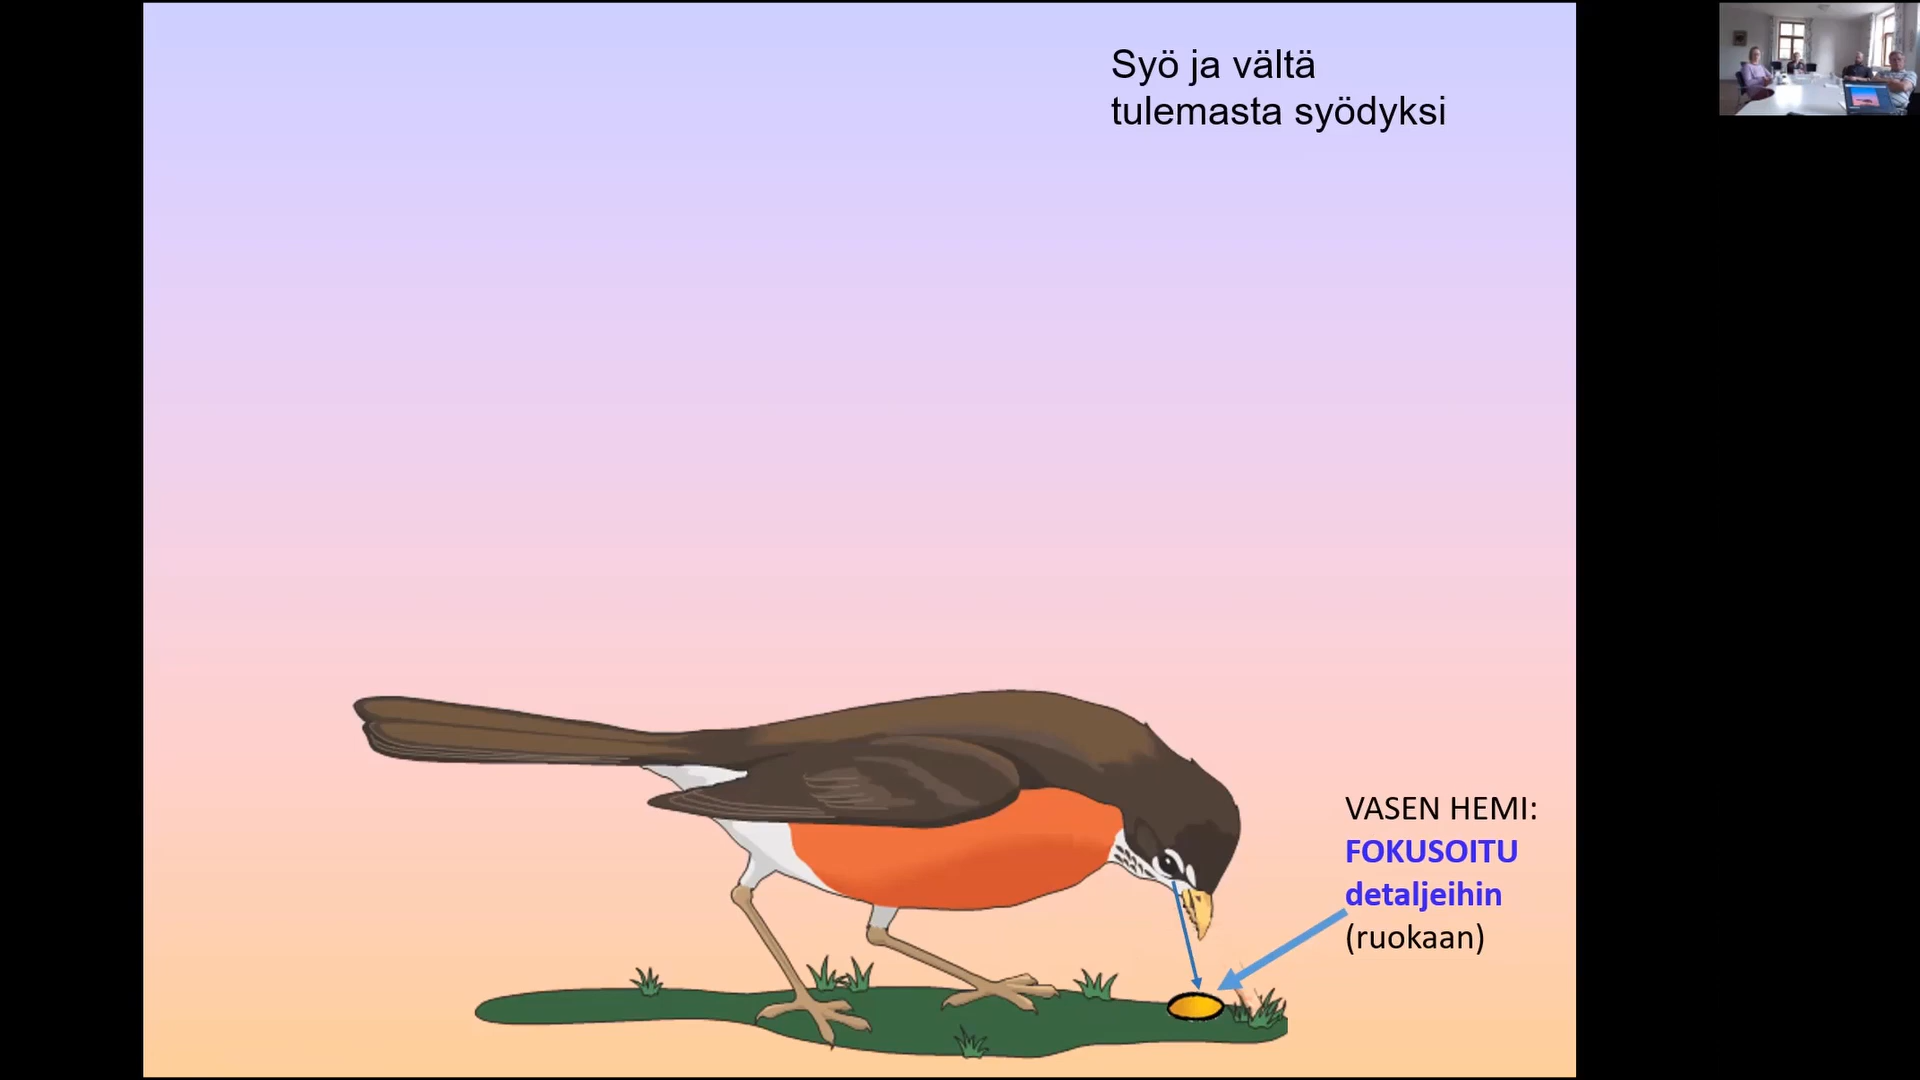 Syö ja vältä
tulemasta syödyksi
VASEN HEMI:
FOKUSOITU
detaljeihin
(ruokaan)